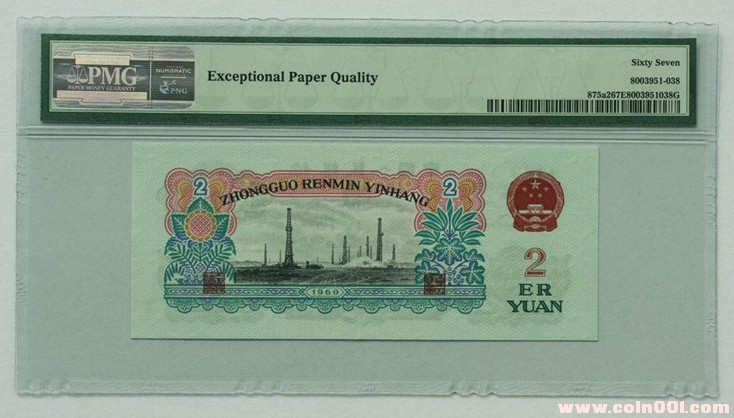 PMG
PAPER MONEY GUARANTY
NUMISMATIC
PNG
Exceptional Paper Quality
Sixty Seven
8003951-038
875a267E8003951038G
2
ZHONGGUO RENMIN YINHANG
2
2
ER
YUAN
1960
www.coin001.com